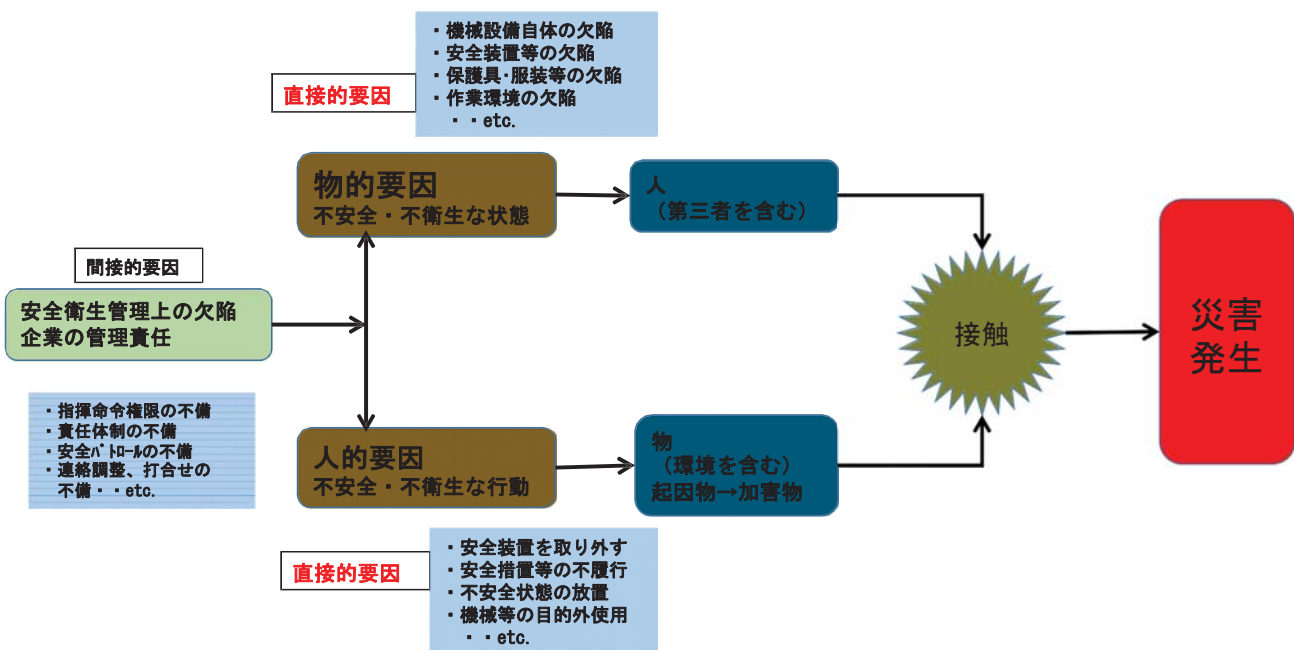 ・機械設備自体の欠陥
・安全装置等の欠陥
・保護具・服装等の欠陥
・作業環境の欠陥
・・etc.
直接的要因
物的要因
不安全・不衛生な状態
人
（第三者を含む）
間接的要因
安全衛生管理上の欠陥
企業の管理責任
接触
災害
発生
・指揮命令権限の不備
・責任体制の不備
・安全ﾊﾟﾄﾛｰﾙの不備
・連絡調整、打合せの
不備・・etc.
人的要因
不安全・不衛生な行動
物
（環境を含む）
起因物→加害物
直接的要因
・安全装置を取り外す
・安全措置等の不履行
・不安全状態の放置
・機械等の目的外使用
・・etc.